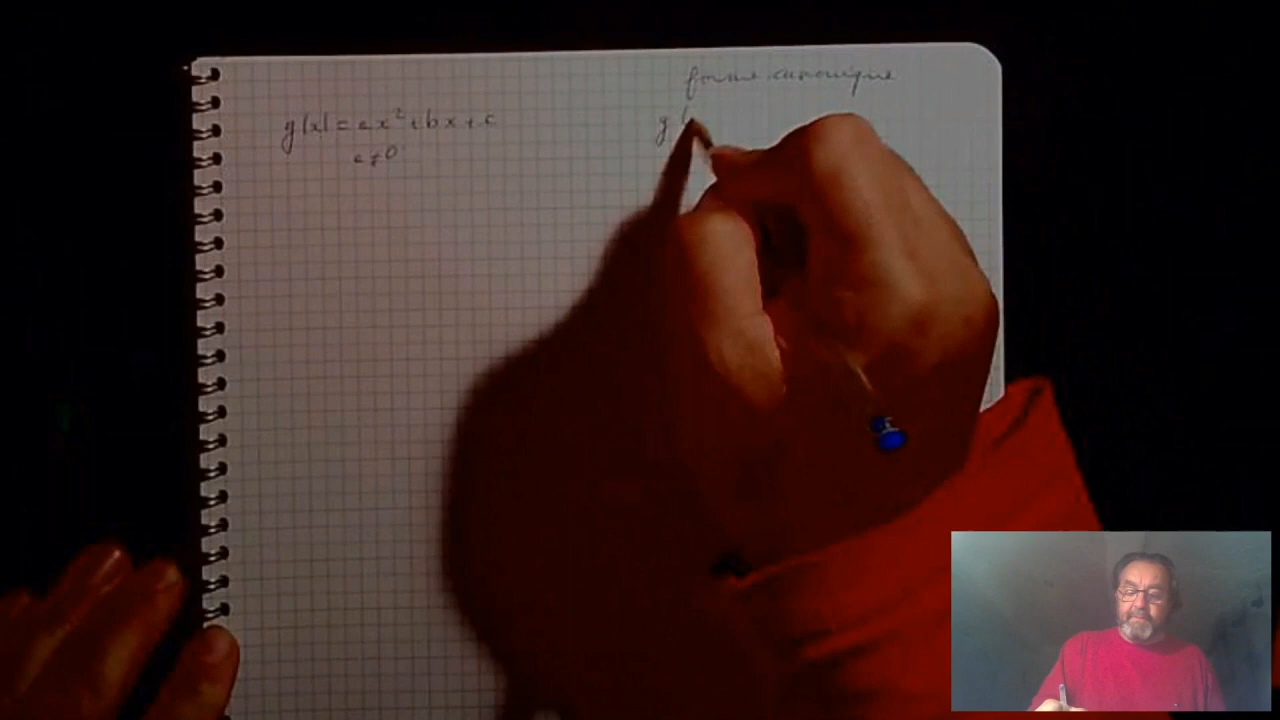 forme canonique
g(x) = ax² + bx + c
a ≠ 0
g (